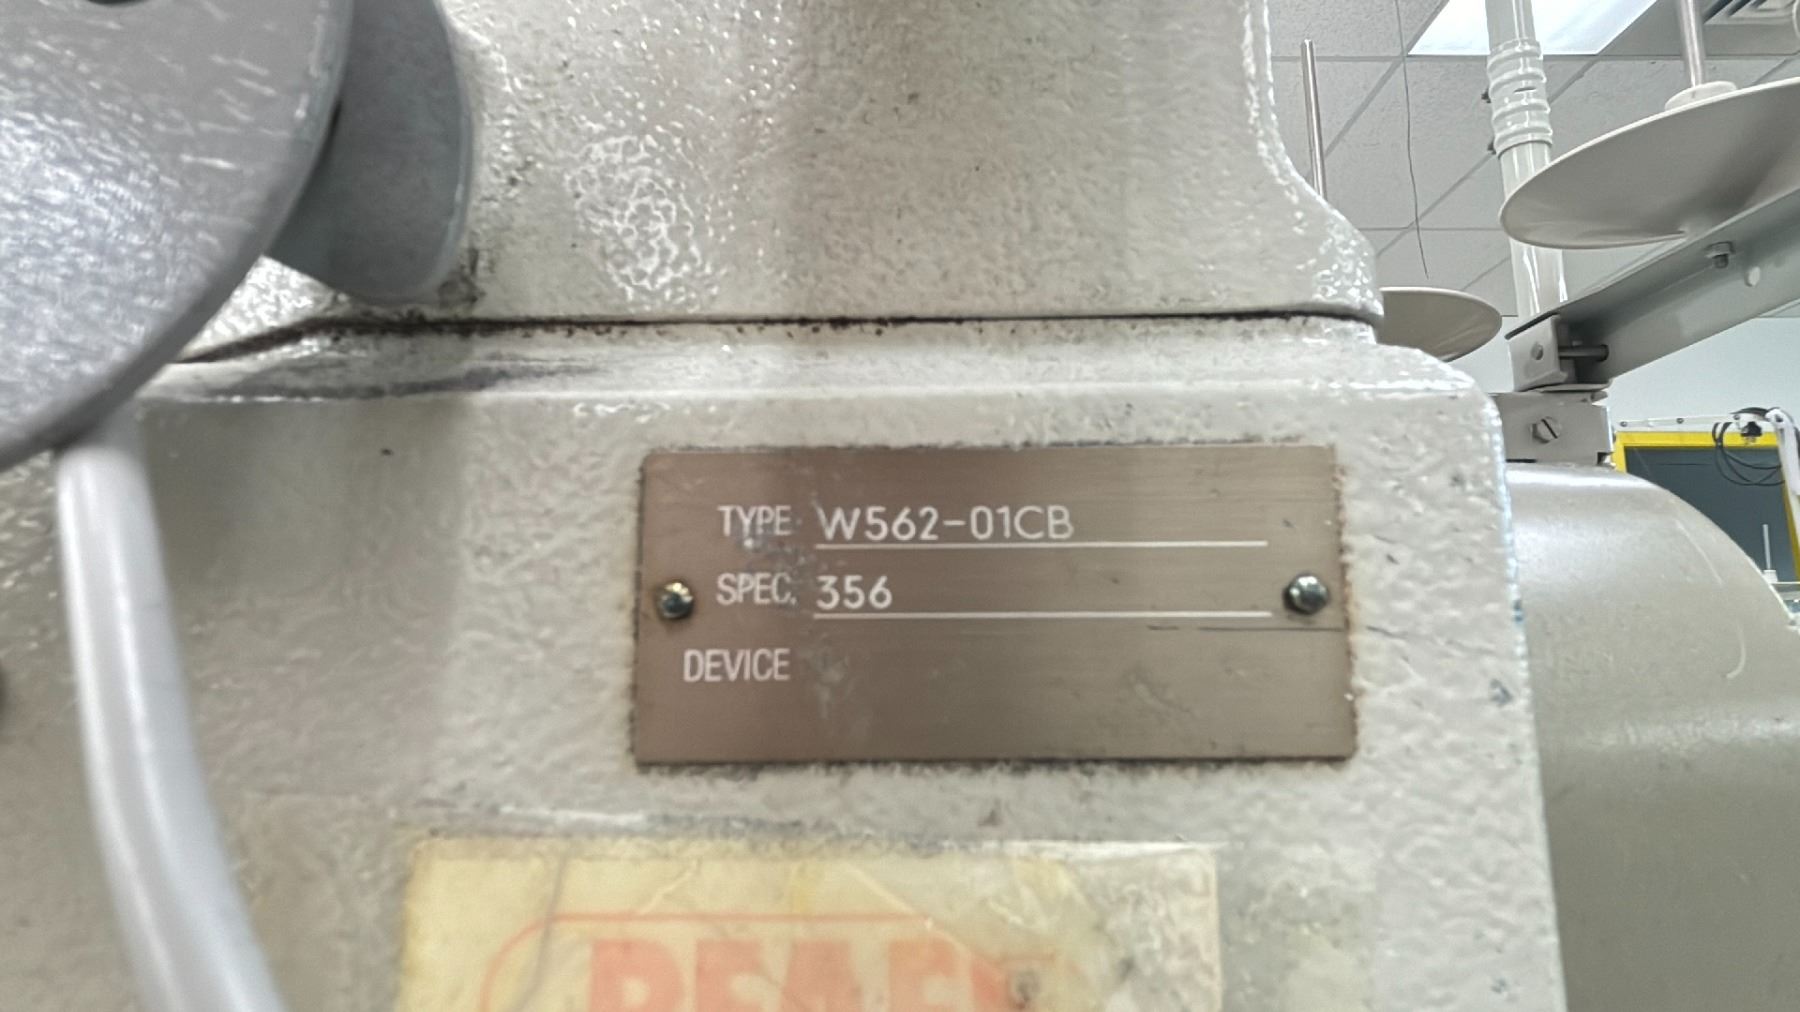 TYPE W562-01CB
SPEC. 356
DEVICE